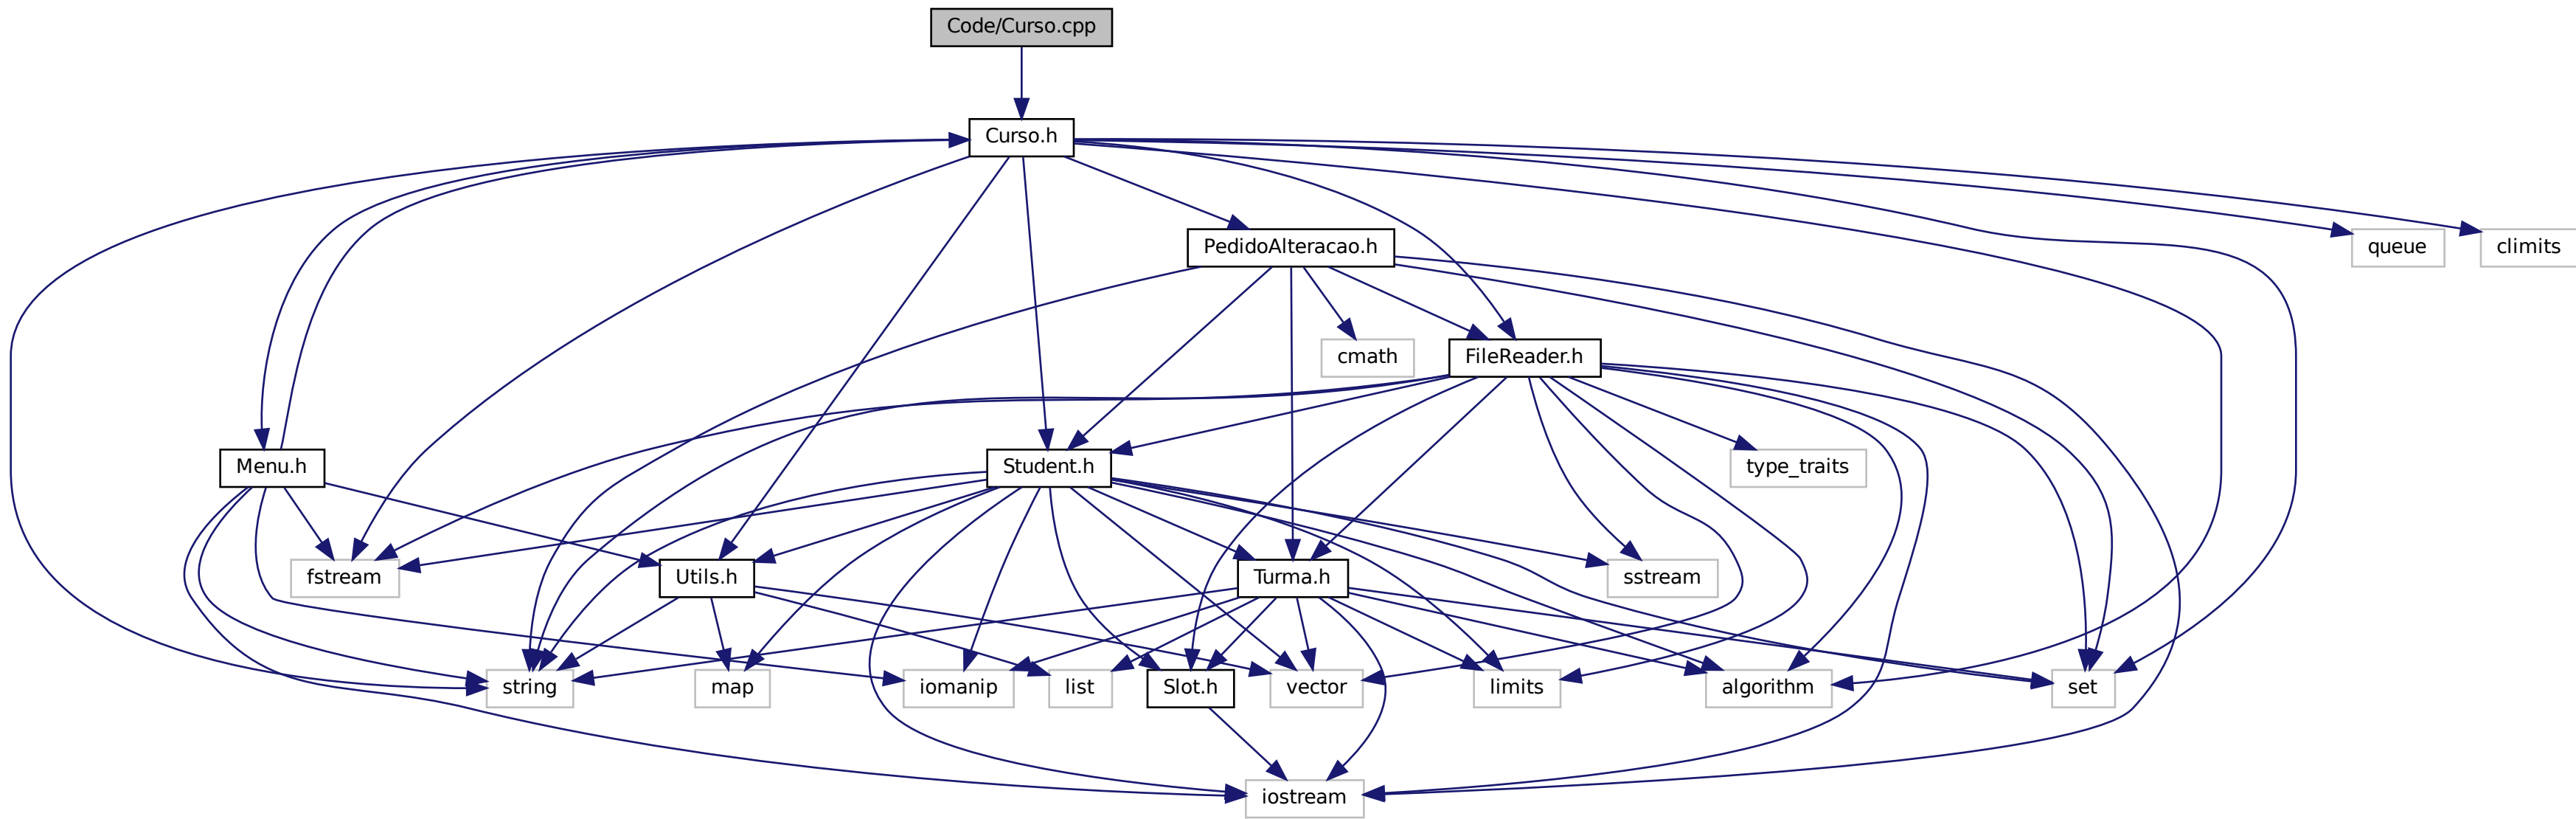 Code/Curso.cpp
Curso.h
PedidoAlteracao.h
queue
climits
cmath
FileReader.h
Menu.h
Student.h
type_traits
fstream
Utils.h
Turma.h
sstream
string
map
iomanip
list
Slot.h
vector
limits
algorithm
set
iostream